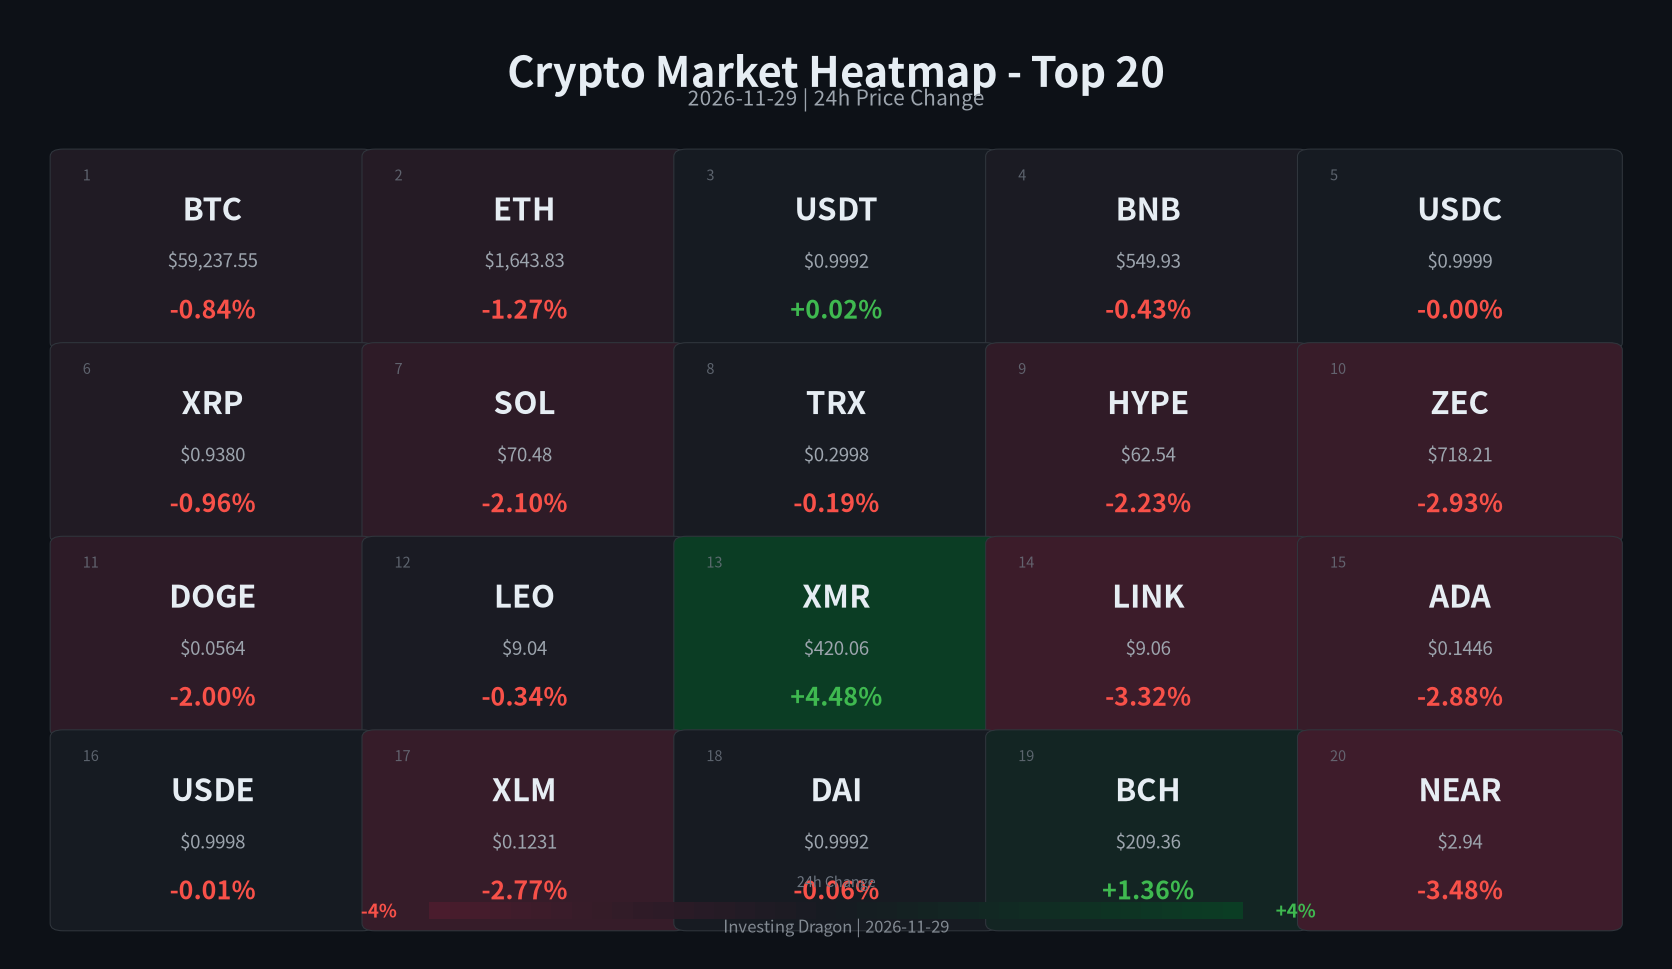 Crypto Market Heatmap - Top 20
2026-11-29 | 24h Price Change
1
BTC
$59,237.55
-0.84%
2
ETH
$1,643.83
-1.27%
3
USDT
$0.9992
+0.02%
4
BNB
$549.93
-0.43%
5
USDC
$0.9999
-0.00%
6
XRP
$0.9380
-0.96%
7
SOL
$70.48
-2.10%
8
TRX
$0.2998
-0.19%
9
HYPE
$62.54
-2.23%
10
ZEC
$718.21
-2.93%
11
DOGE
$0.0564
-2.00%
12
LEO
$9.04
-0.34%
13
XMR
$420.06
+4.48%
14
LINK
$9.06
-3.32%
15
ADA
$0.1446
-2.88%
16
USDE
$0.9998
-0.01%
17
XLM
$0.1231
-2.77%
18
DAI
$0.9992
-0.06%
19
BCH
$209.36
+1.36%
20
NEAR
$2.94
-3.48%
24h Change
-4%
+4%
Investing Dragon | 2026-11-29